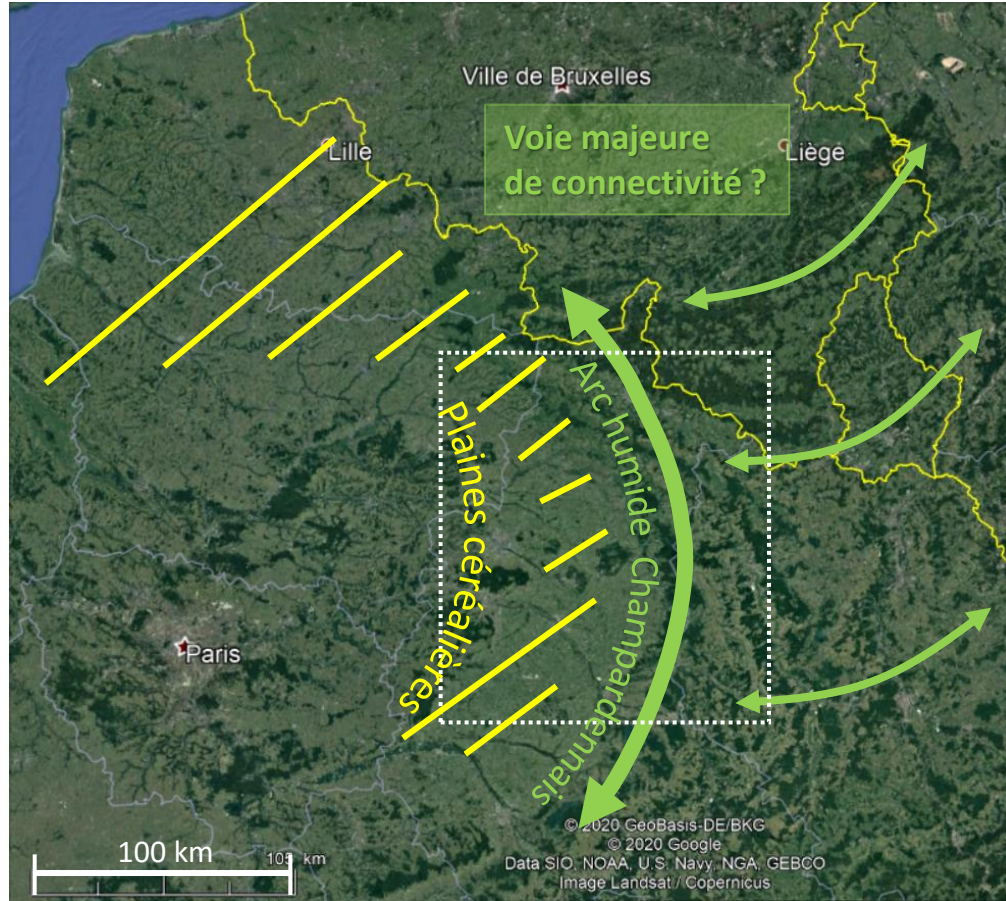 Ville de Bruxelles
Voie majeure
de connectivité ?
Lille
Liège
Plaines céréalières
Arc humide Champardennais
Paris
100 km
105 km
© 2020 GeoBasis-DE/BKG
© 2020 Google
Data SIO, NOAA, U.S. Navy, NGA, GEBCO
Image Landsat / Copernicus